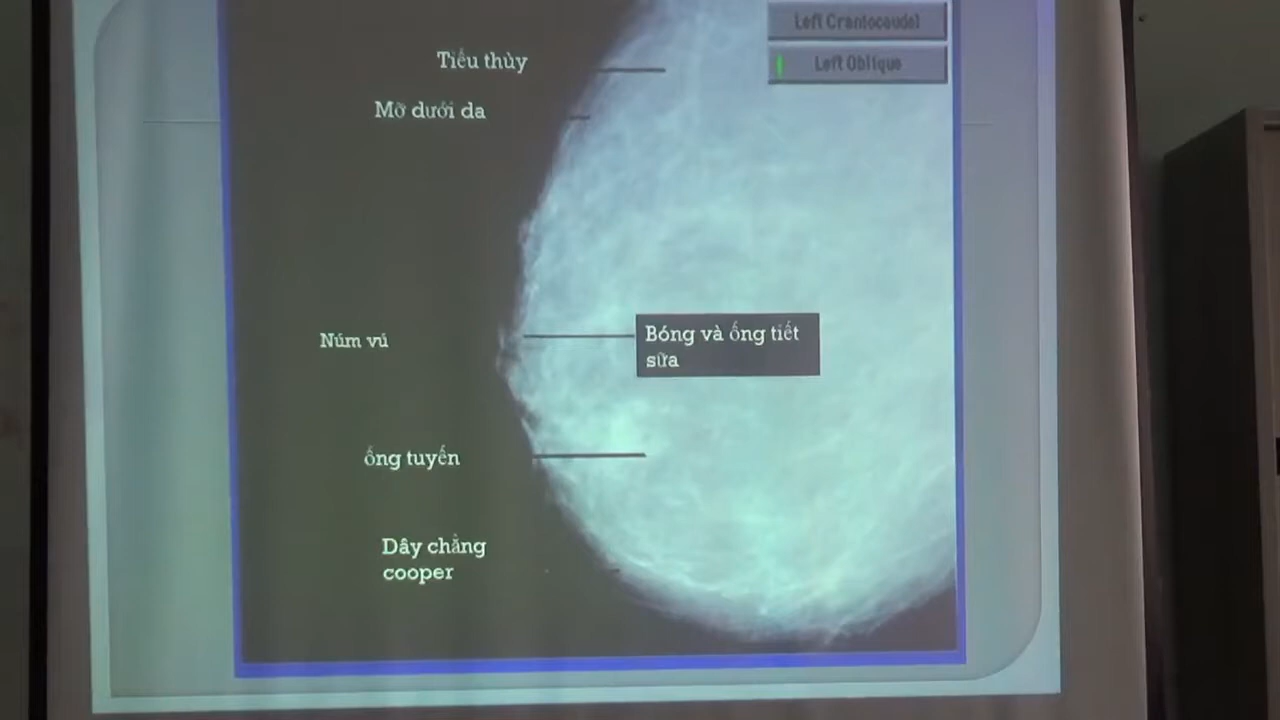 Left Craniocaudal
Left Oblique
Tiểu thùy
Mỡ dưới da
Núm vú
Bóng và ống tiết
sữa
ống tuyến
Dây chằng
cooper